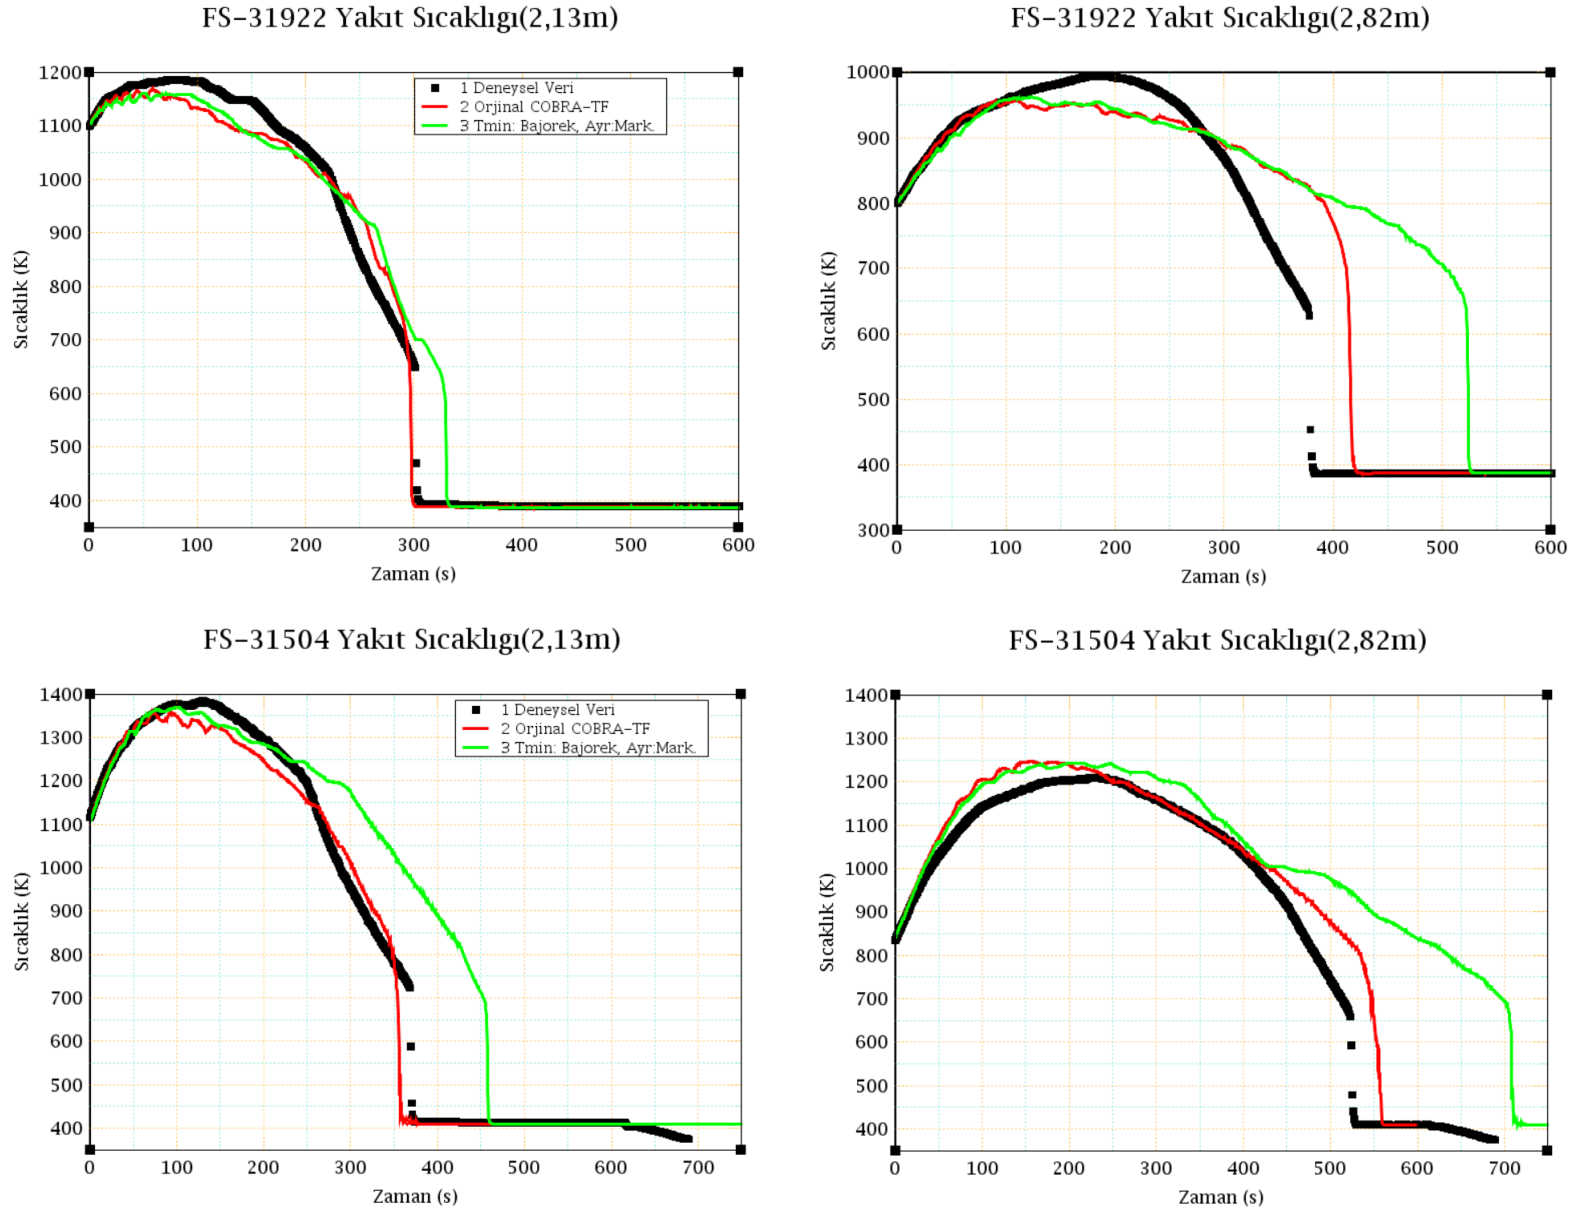 FS-31922 Yakıt Sıcaklıgı(2,13m)
1200
1100
1000
900
800
700
600
500
400
Sıcaklık (K)
1 Deneysel Veri
2 Orjinal COBRA-TF
3 Tmin: Bajorek, Ayr:Mark.
0 100 200 300 400 500 600
Zaman (s)
FS-31922 Yakıt Sıcaklıgı(2,82m)
1000
900
800
700
600
500
400
300
Sıcaklık (K)
0 100 200 300 400 500 600
Zaman (s)
FS-31504 Yakıt Sıcaklıgı(2,13m)
1400
1300
1200
1100
1000
900
800
700
600
500
400
Sıcaklık (K)
1 Deneysel Veri
2 Orjinal COBRA-TF
3 Tmin: Bajorek, Ayr:Mark.
0 100 200 300 400 500 600 700
Zaman (s)
FS-31504 Yakıt Sıcaklıgı(2,82m)
1400
1300
1200
1100
1000
900
800
700
600
500
400
Sıcaklık (K)
0 100 200 300 400 500 600 700
Zaman (s)